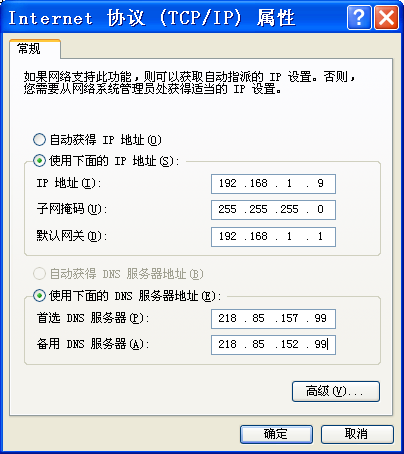 Internet 协议 (TCP/IP) 属性
常规
如果网络支持此功能，则可以获取自动指派的 IP 设置。否则，
您需要从网络系统管理员处获得适当的 IP 设置。
自动获得 IP 地址(O)
使用下面的 IP 地址(S):
IP 地址(I): 192 .168 . 1 . 9
子网掩码(U): 255 .255 .255 . 0
默认网关(D): 192 .168 . 1 . 1
自动获得 DNS 服务器地址(B)
使用下面的 DNS 服务器地址(E):
首选 DNS 服务器(P): 218 . 85 .157 . 99
备用 DNS 服务器(A): 218 . 85 .152 . 99
高级(V)...
确定 取消